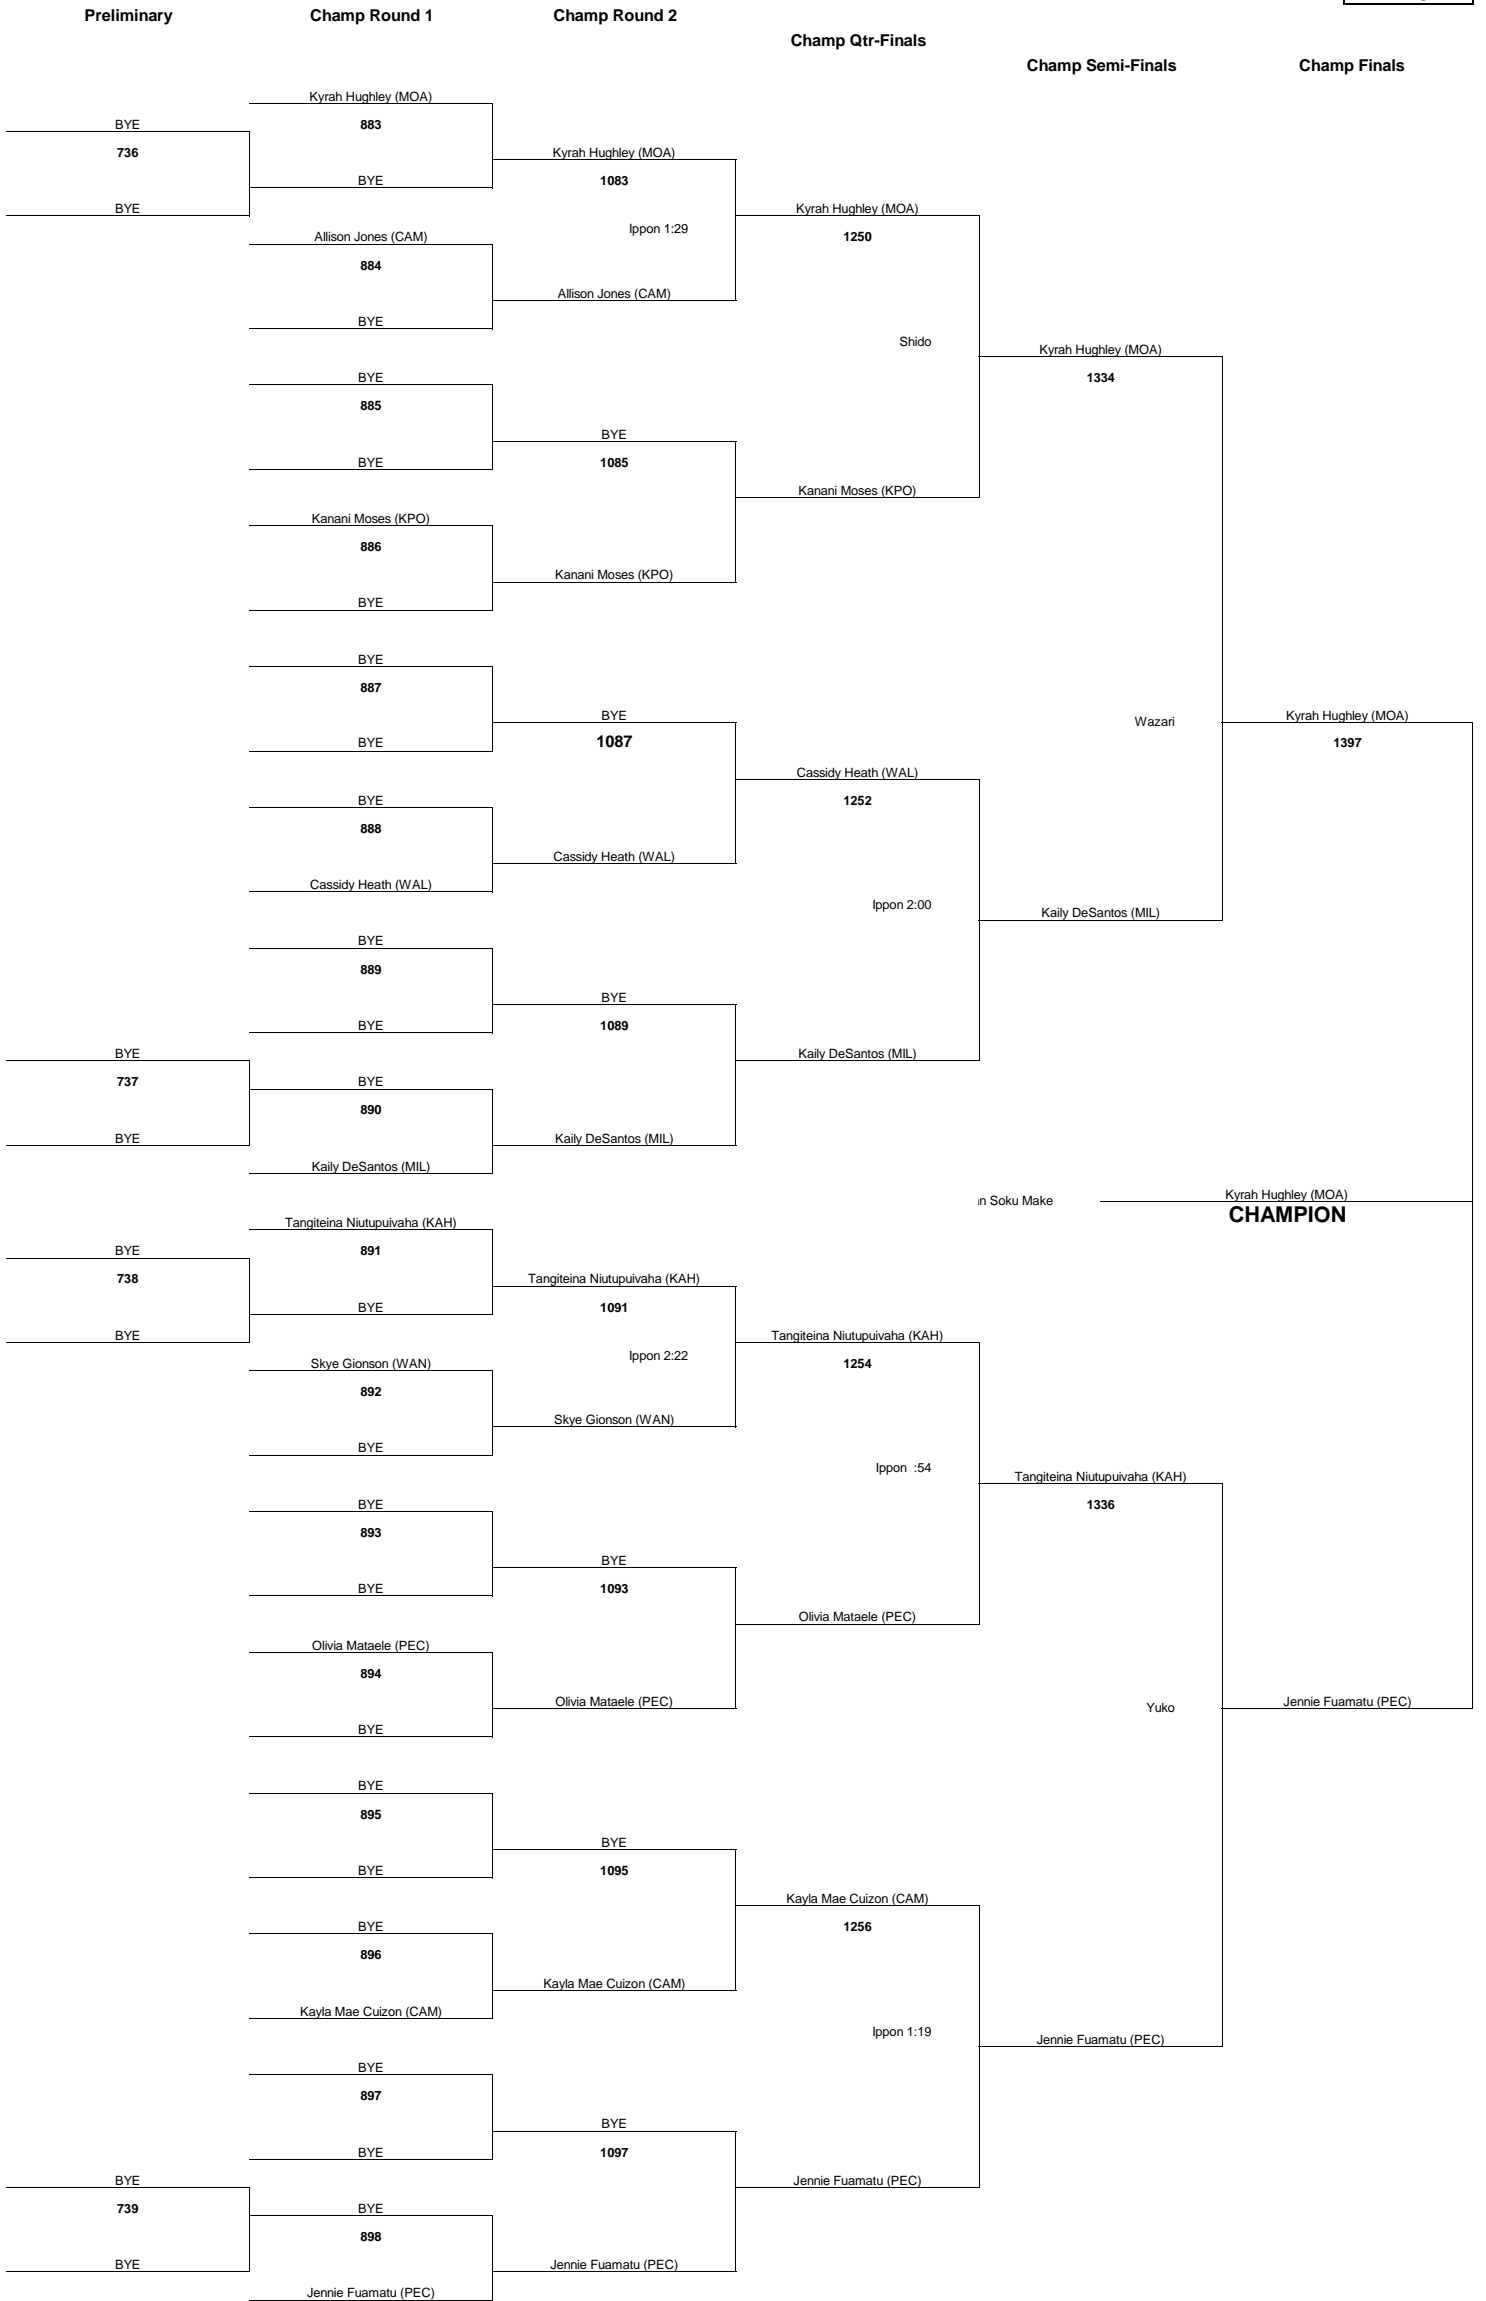 Preliminary
Champ Round 1
Champ Round 2
Champ Qtr-Finals
Champ Semi-Finals
Champ Finals
Kyrah Hughley (MOA)
BYE
883
736
Kyrah Hughley (MOA)
BYE
1083
BYE
Kyrah Hughley (MOA)
Ippon 1:29
Allison Jones (CAM)
1250
884
Allison Jones (CAM)
BYE
Shido
Kyrah Hughley (MOA)
BYE
1334
885
BYE
BYE
1085
Kanani Moses (KPO)
Kanani Moses (KPO)
886
Kanani Moses (KPO)
BYE
BYE
887
BYE
Wazari
Kyrah Hughley (MOA)
BYE
1087
1397
Cassidy Heath (WAL)
BYE
1252
888
Cassidy Heath (WAL)
Cassidy Heath (WAL)
Ippon 2:00
Kaily DeSantos (MIL)
BYE
889
BYE
BYE
1089
BYE
Kaily DeSantos (MIL)
737
BYE
890
BYE
Kaily DeSantos (MIL)
Kaily DeSantos (MIL)
Soku Make
Kyrah Hughley (MOA)
CHAMPION
Tangiteina Niutupuivaha (KAH)
BYE
891
738
Tangiteina Niutupuivaha (KAH)
BYE
1091
BYE
Tangiteina Niutupuivaha (KAH)
Ippon 2:22
Skye Gionson (WAN)
1254
892
Skye Gionson (WAN)
BYE
Ippon :54
Tangiteina Niutupuivaha (KAH)
BYE
1336
893
BYE
BYE
1093
Olivia Mataele (PEC)
Olivia Mataele (PEC)
894
Olivia Mataele (PEC)
Yuko
Jennie Fuamatu (PEC)
BYE
BYE
895
BYE
BYE
1095
Kayla Mae Cuizon (CAM)
BYE
1256
896
Kayla Mae Cuizon (CAM)
Kayla Mae Cuizon (CAM)
Ippon 1:19
Jennie Fuamatu (PEC)
BYE
897
BYE
BYE
1097
BYE
Jennie Fuamatu (PEC)
739
BYE
898
BYE
Jennie Fuamatu (PEC)
Jennie Fuamatu (PEC)